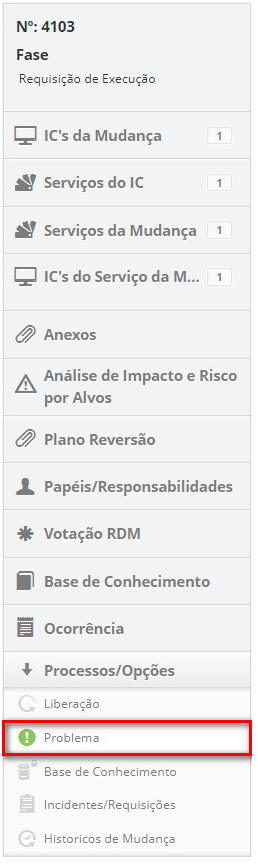 Nº: 4103
Fase
Requisição de Execução
IC's da Mudança 1
Serviços do IC 1
Serviços da Mudança 1
IC's do Serviço da M... 1
Anexos
Análise de Impacto e Risco
por Alvos
Plano Reversão
Papéis/Responsabilidades
Votação RDM
Base de Conhecimento
Ocorrência
Processos/Opções
Liberação
Problema
Base de Conhecimento
Incidentes/Requisições
Historicos de Mudança